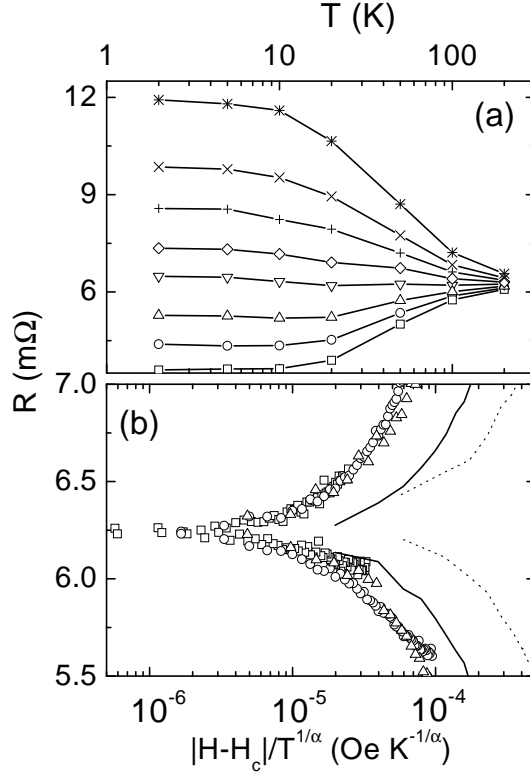 T (K)
1 10 100
12
(a)
9
6
R (mΩ)
7.0
(b)
6.5
6.0
5.5
10⁻⁶ 10⁻⁵ 10⁻⁴
|H-H_c|/T^{1/α} (Oe K^{-1/α})